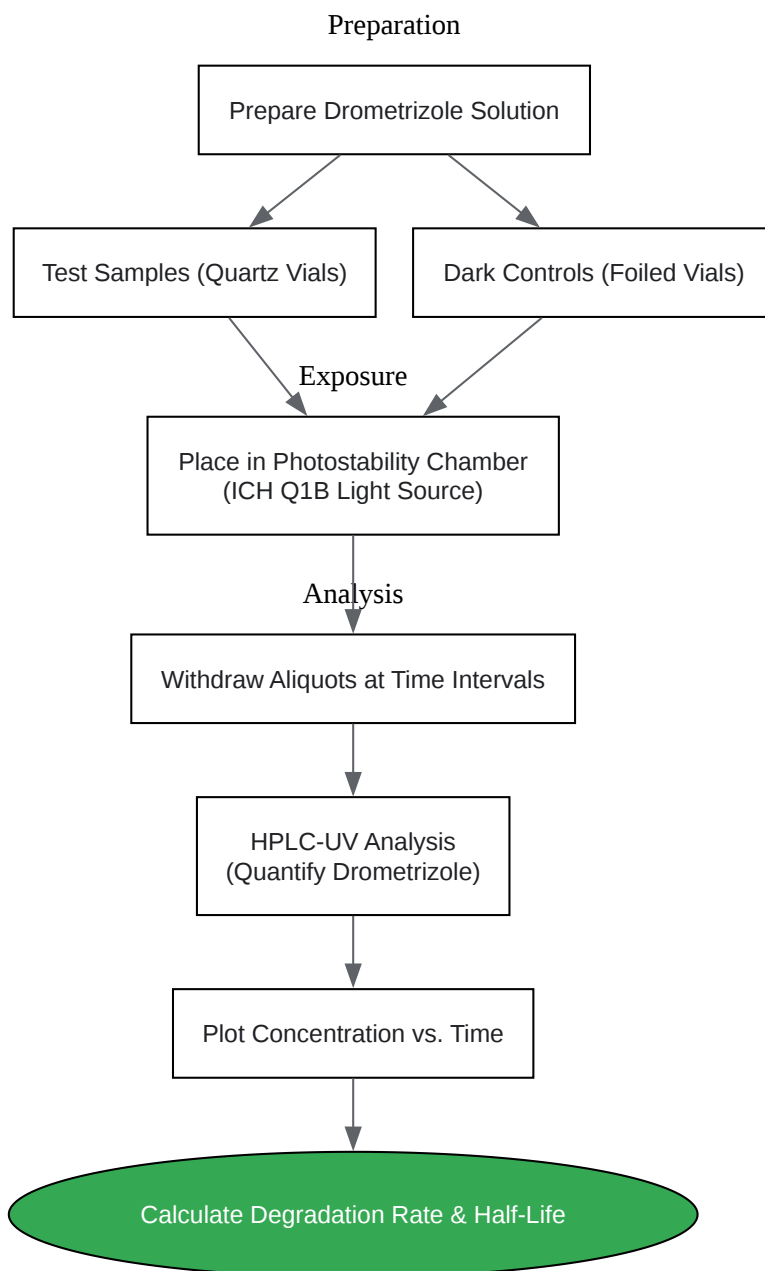 Preparation
Prepare Drometrizole Solution
Test Samples (Quartz Vials)
Dark Controls (Foiled Vials)
Exposure
Place in Photostability Chamber
(ICH Q1B Light Source)
Analysis
Withdraw Aliquots at Time Intervals
HPLC-UV Analysis
(Quantify Drometrizole)
Plot Concentration vs. Time
Calculate Degradation Rate & Half-Life